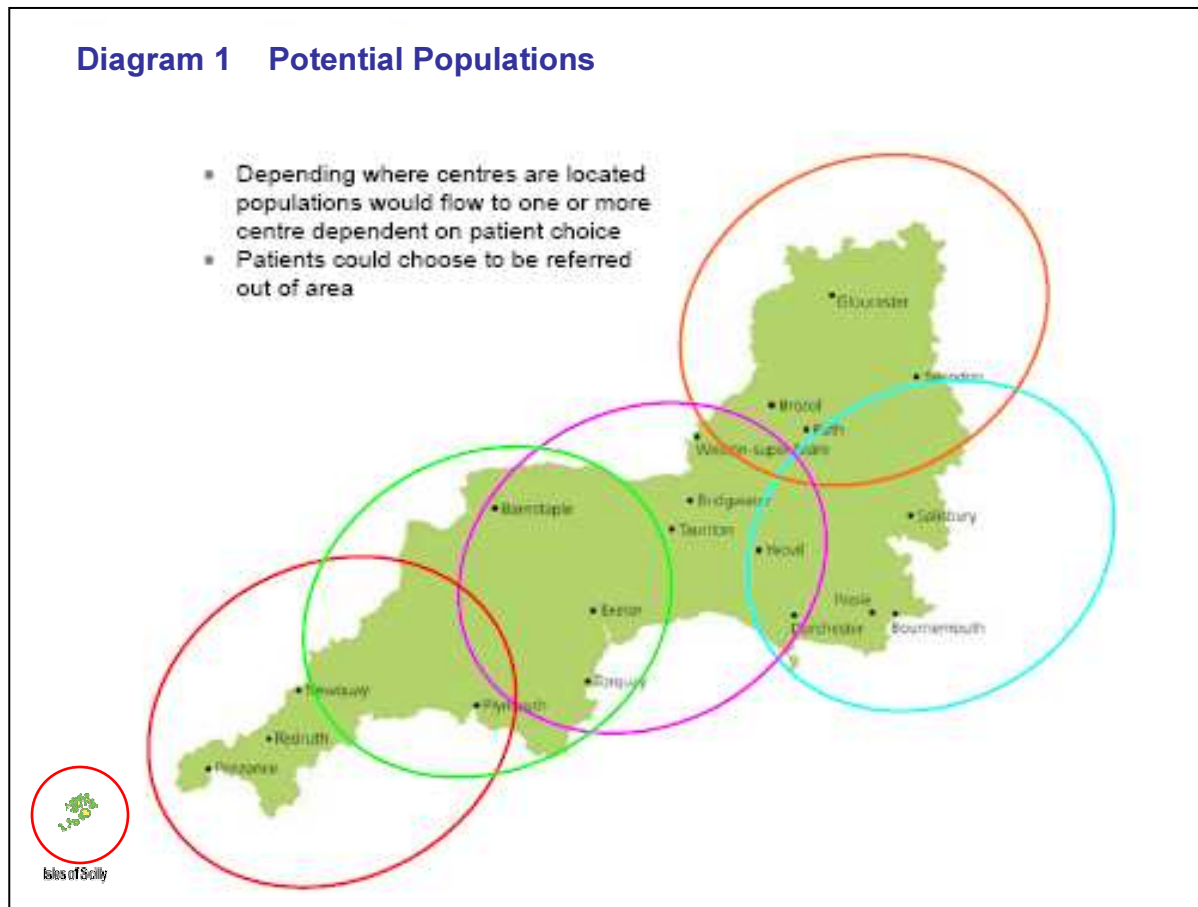 Diagram 1 Potential Populations
Depending where centres are located
populations would flow to one or more
centre dependent on patient choice
Patients could choose to be referred
out of area
Gloucester
Swindon
Bristol
Bath
Weston-super-Mare
Barnstaple
Bridgwater
Salisbury
Taunton
Yeovil
Exeter
Poole
Dorchester
Bournemouth
Torquay
Newquay
Plymouth
Redruth
Penzance
Isles of Scilly